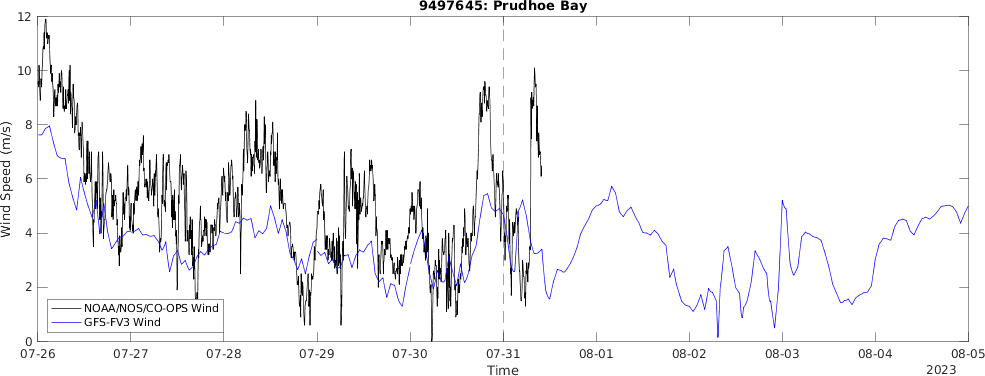 9497645: Prudhoe Bay
12
10
8
6
4
2
0
Wind Speed (m/s)
NOAA/NOS/CO-OPS Wind
GFS-FV3 Wind
07-26 07-27 07-28 07-29 07-30 07-31 08-01 08-02 08-03 08-04 08-05
Time
2023